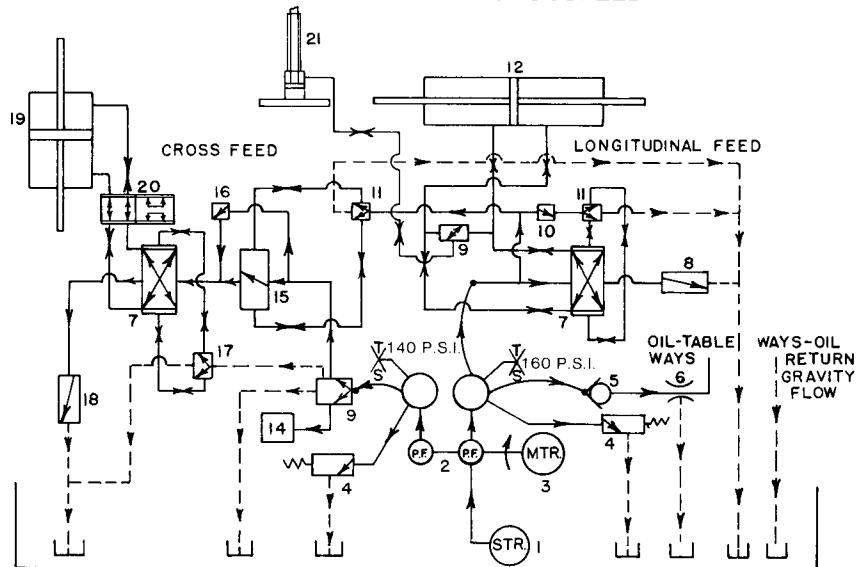 21
12
19
CROSS FEED
LONGITUDINAL FEED
20
16
11
11
10
9
15
8
7
7
17
T 140 P.S.I.
S
T 160 P.S.I.
S
OIL-TABLE
WAYS
WAYS-OIL
RETURN
GRAVITY
FLOW
5
6
18
9
14
4
P.F.
2
P.F.
MTR.
3
4
STR.
1